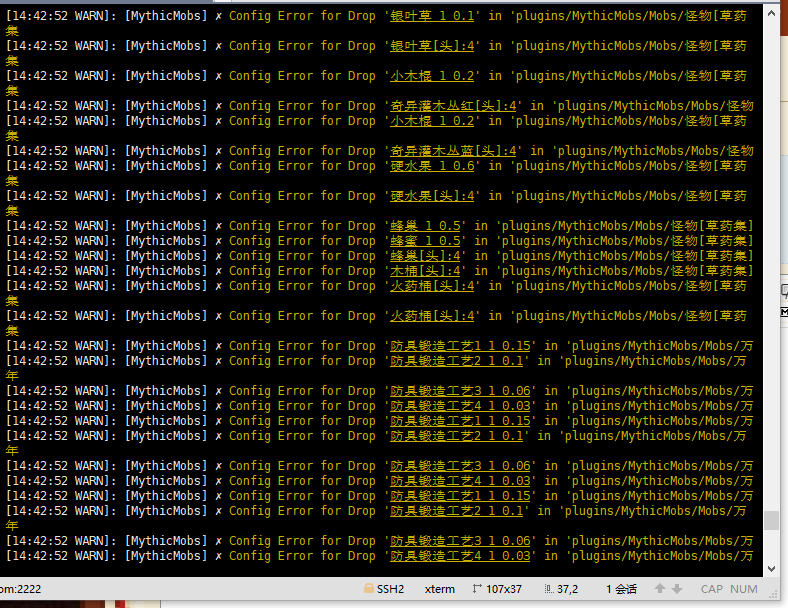 [14:42:52 WARN]: [MythicMobs] ✗ Config Error for Drop '银叶草 1 0.1' in 'plugins/MythicMobs/Mobs/怪物[草药
集
[14:42:52 WARN]: [MythicMobs] ✗ Config Error for Drop '银叶草[头]:4' in 'plugins/MythicMobs/Mobs/怪物[草药
集
[14:42:52 WARN]: [MythicMobs] ✗ Config Error for Drop '小木棍 1 0.2' in 'plugins/MythicMobs/Mobs/怪物[草药
集
[14:42:52 WARN]: [MythicMobs] ✗ Config Error for Drop '奇异灌木丛红[头]:4' in 'plugins/MythicMobs/Mobs/怪物
[14:42:52 WARN]: [MythicMobs] ✗ Config Error for Drop '小木棍 1 0.2' in 'plugins/MythicMobs/Mobs/怪物[草药
集
[14:42:52 WARN]: [MythicMobs] ✗ Config Error for Drop '奇异灌木丛蓝[头]:4' in 'plugins/MythicMobs/Mobs/怪物
[14:42:52 WARN]: [MythicMobs] ✗ Config Error for Drop '硬水果 1 0.6' in 'plugins/MythicMobs/Mobs/怪物[草药
集
[14:42:52 WARN]: [MythicMobs] ✗ Config Error for Drop '硬水果[头]:4' in 'plugins/MythicMobs/Mobs/怪物[草药
集
[14:42:52 WARN]: [MythicMobs] ✗ Config Error for Drop '蜂巢 1 0.5' in 'plugins/MythicMobs/Mobs/怪物[草药集]
[14:42:52 WARN]: [MythicMobs] ✗ Config Error for Drop '蜂蜜 1 0.5' in 'plugins/MythicMobs/Mobs/怪物[草药集]
[14:42:52 WARN]: [MythicMobs] ✗ Config Error for Drop '蜂巢[头]:4' in 'plugins/MythicMobs/Mobs/怪物[草药集]
[14:42:52 WARN]: [MythicMobs] ✗ Config Error for Drop '木桶[头]:4' in 'plugins/MythicMobs/Mobs/怪物[草药集]
[14:42:52 WARN]: [MythicMobs] ✗ Config Error for Drop '火药桶[头]:4' in 'plugins/MythicMobs/Mobs/怪物[草药
集
[14:42:52 WARN]: [MythicMobs] ✗ Config Error for Drop '火药桶[头]:4' in 'plugins/MythicMobs/Mobs/怪物[草药
集
[14:42:52 WARN]: [MythicMobs] ✗ Config Error for Drop '防具锻造工艺1 1 0.15' in 'plugins/MythicMobs/Mobs/万
[14:42:52 WARN]: [MythicMobs] ✗ Config Error for Drop '防具锻造工艺2 1 0.1' in 'plugins/MythicMobs/Mobs/万
年
[14:42:52 WARN]: [MythicMobs] ✗ Config Error for Drop '防具锻造工艺3 1 0.06' in 'plugins/MythicMobs/Mobs/万
[14:42:52 WARN]: [MythicMobs] ✗ Config Error for Drop '防具锻造工艺4 1 0.03' in 'plugins/MythicMobs/Mobs/万
[14:42:52 WARN]: [MythicMobs] ✗ Config Error for Drop '防具锻造工艺1 1 0.15' in 'plugins/MythicMobs/Mobs/万
[14:42:52 WARN]: [MythicMobs] ✗ Config Error for Drop '防具锻造工艺2 1 0.1' in 'plugins/MythicMobs/Mobs/万
年
[14:42:52 WARN]: [MythicMobs] ✗ Config Error for Drop '防具锻造工艺3 1 0.06' in 'plugins/MythicMobs/Mobs/万
[14:42:52 WARN]: [MythicMobs] ✗ Config Error for Drop '防具锻造工艺4 1 0.03' in 'plugins/MythicMobs/Mobs/万
[14:42:52 WARN]: [MythicMobs] ✗ Config Error for Drop '防具锻造工艺1 1 0.15' in 'plugins/MythicMobs/Mobs/万
[14:42:52 WARN]: [MythicMobs] ✗ Config Error for Drop '防具锻造工艺2 1 0.1' in 'plugins/MythicMobs/Mobs/万
年
[14:42:52 WARN]: [MythicMobs] ✗ Config Error for Drop '防具锻造工艺3 1 0.06' in 'plugins/MythicMobs/Mobs/万
[14:42:52 WARN]: [MythicMobs] ✗ Config Error for Drop '防具锻造工艺4 1 0.03' in 'plugins/MythicMobs/Mobs/万
om:2222 SSH2 xterm 107x37 37,2 1 会话 CAP NUM